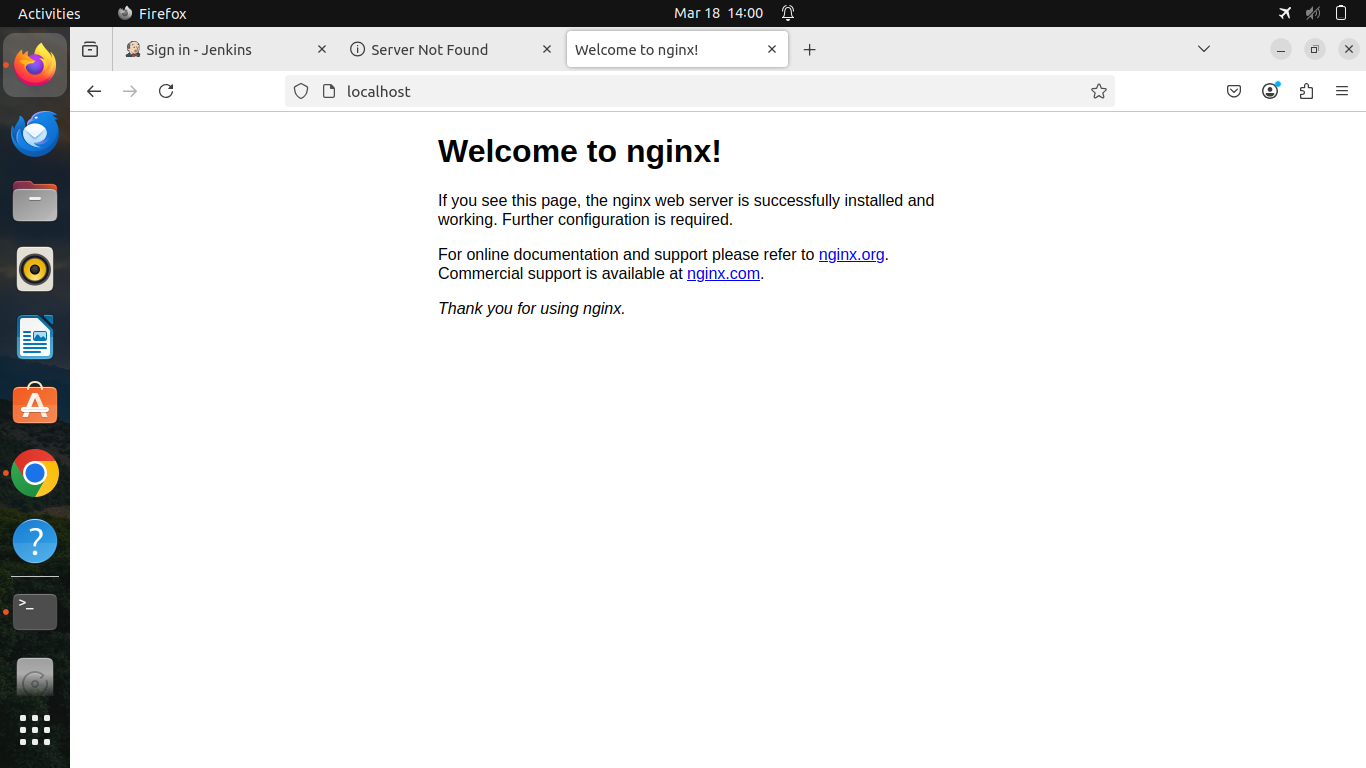 Activities
Firefox
Mar 18 14:00
Sign in - Jenkins
Server Not Found
Welcome to nginx!
localhost
Welcome to nginx!
If you see this page, the nginx web server is successfully installed and
working. Further configuration is required.
For online documentation and support please refer to nginx.org.
Commercial support is available at nginx.com.
Thank you for using nginx.